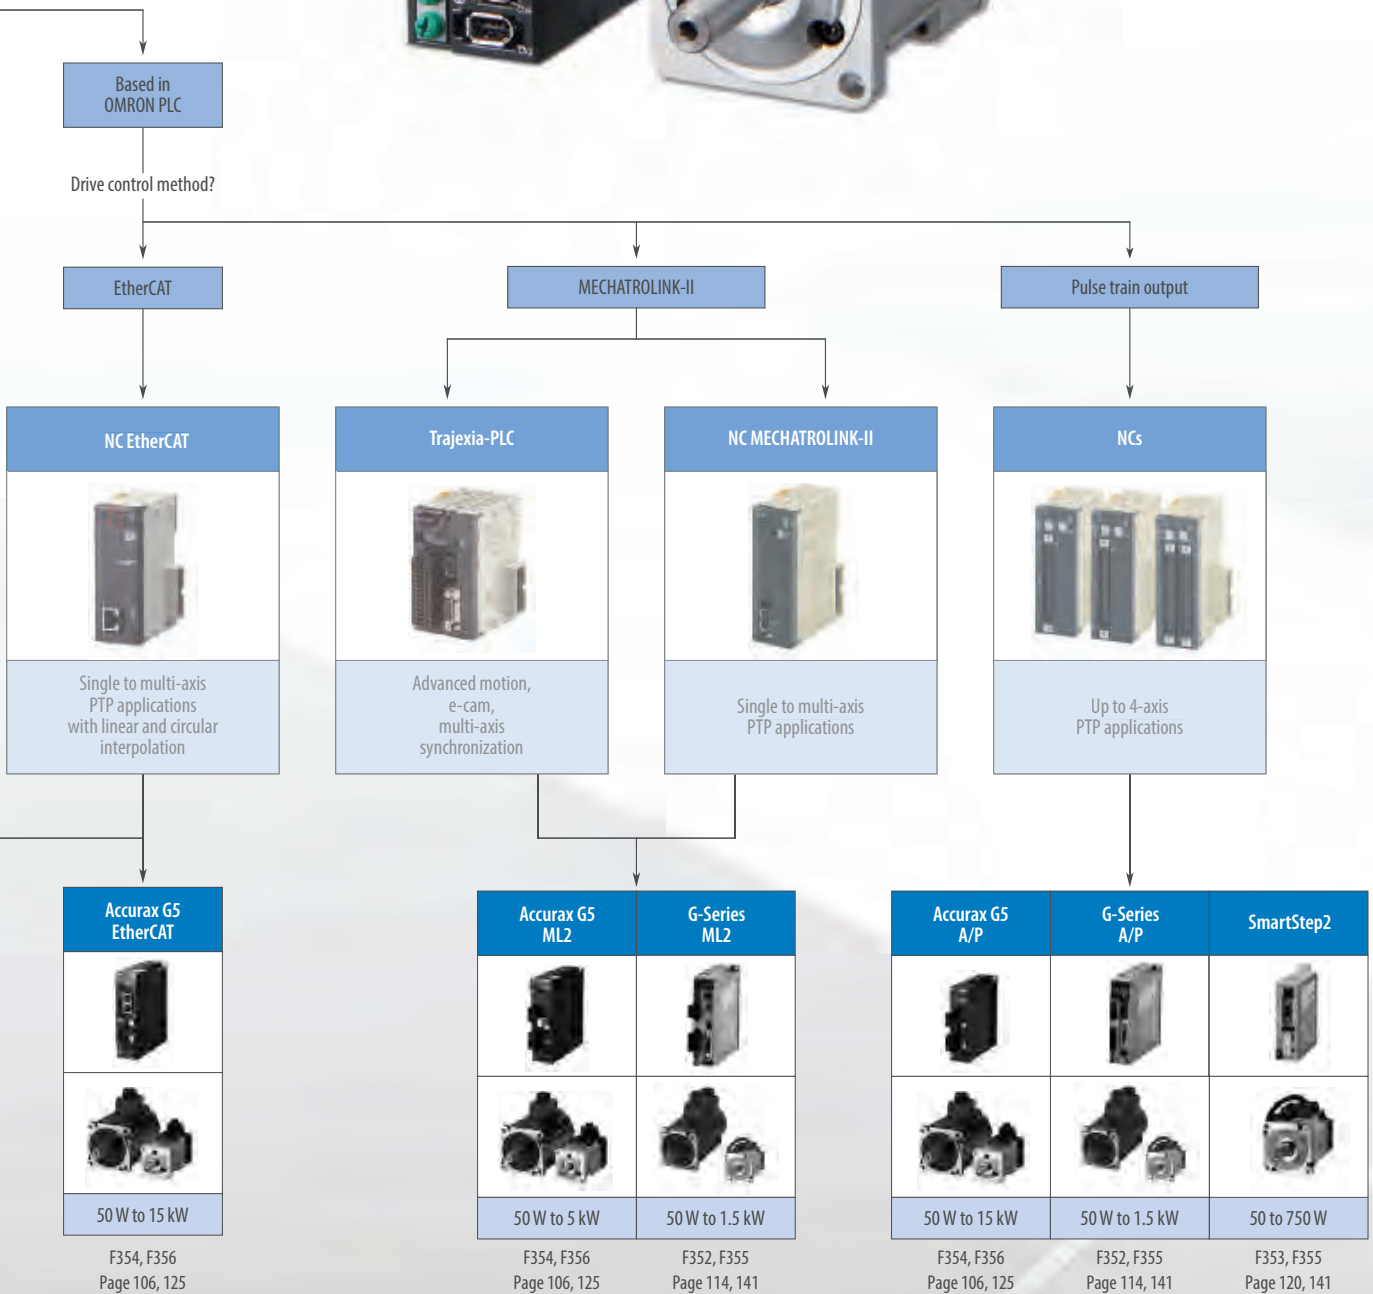 Based in
OMRON PLC
Drive control method?
EtherCAT
MECHATROLINK-II
Pulse train output
NC EtherCAT
Trajexia-PLC
NC MECHATROLINK-II
NCs
Single to multi-axis
PTP applications
with linear and circular
interpolation
Advanced motion,
e-cam,
multi-axis
synchronization
Single to multi-axis
PTP applications
Up to 4-axis
PTP applications
Accurax G5
EtherCAT
Accurax G5
ML2
G-Series
ML2
Accurax G5
A/P
G-Series
A/P
SmartStep2
50 W to 15 kW
50 W to 5 kW
50 W to 1.5 kW
50 W to 15 kW
50 W to 1.5 kW
50 to 750 W
F354, F356
Page 106, 125
F354, F356
Page 106, 125
F352, F355
Page 114, 141
F354, F356
Page 106, 125
F352, F355
Page 114, 141
F353, F355
Page 120, 141